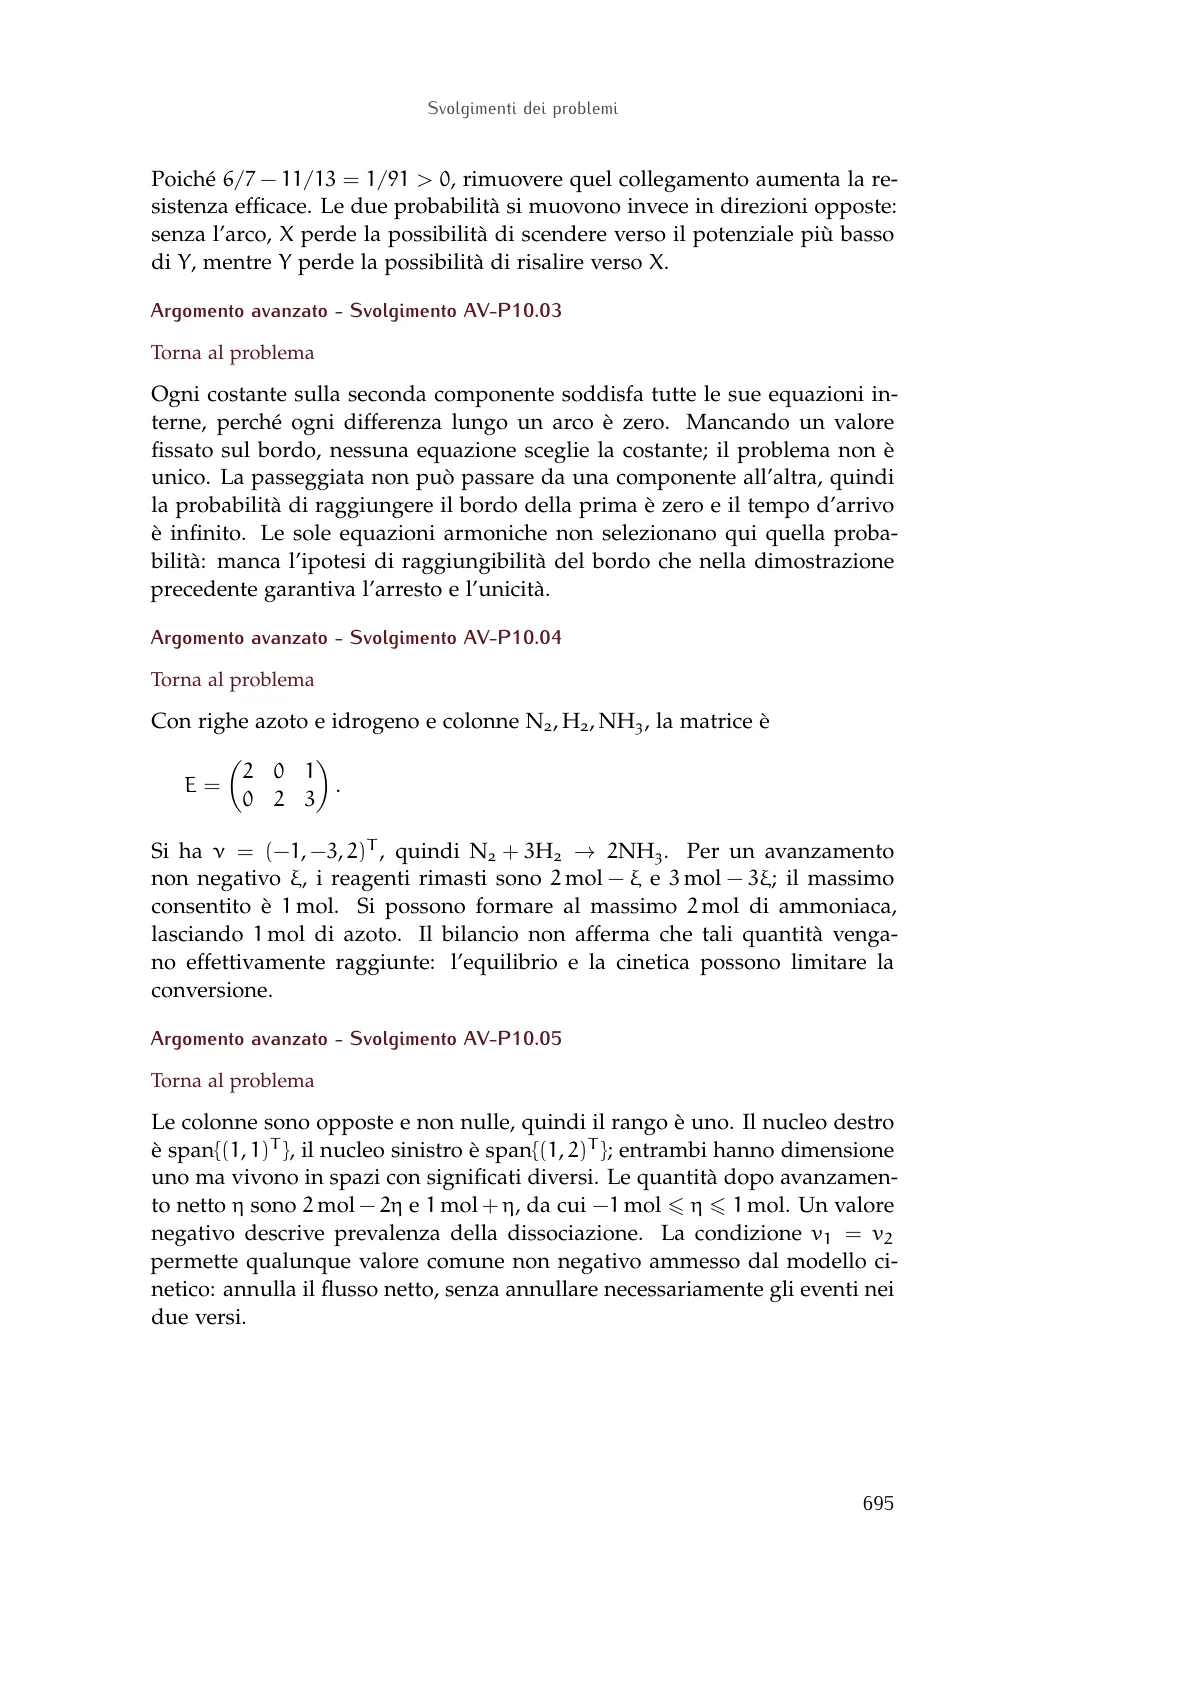 Svolgimenti dei problemi
Poiché 6/7 − 11/13 = 1/91 > 0, rimuovere quel collegamento aumenta la re-
sistenza efficace. Le due probabilità si muovono invece in direzioni opposte:
senza l'arco, X perde la possibilità di scendere verso il potenziale più basso
di Y, mentre Y perde la possibilità di risalire verso X.
Argomento avanzato - Svolgimento AV-P10.03
Torna al problema
Ogni costante sulla seconda componente soddisfa tutte le sue equazioni in-
terne, perché ogni differenza lungo un arco è zero. Mancando un valore
fissato sul bordo, nessuna equazione sceglie la costante; il problema non è
unico. La passeggiata non può passare da una componente all'altra, quindi
la probabilità di raggiungere il bordo della prima è zero e il tempo d'arrivo
è infinito. Le sole equazioni armoniche non selezionano qui quella proba-
bilità: manca l'ipotesi di raggiungibilità del bordo che nella dimostrazione
precedente garantiva l'arresto e l'unicità.
Argomento avanzato - Svolgimento AV-P10.04
Torna al problema
Con righe azoto e idrogeno e colonne N₂, H₂, NH₃, la matrice è
E = (2 0 1
0 2 3).
Si ha ν = (−1, −3, 2)ᵀ, quindi N₂ + 3H₂ → 2NH₃. Per un avanzamento
non negativo ξ, i reagenti rimasti sono 2 mol − ξ e 3 mol − 3ξ; il massimo
consentito è 1 mol. Si possono formare al massimo 2 mol di ammoniaca,
lasciando 1 mol di azoto. Il bilancio non afferma che tali quantità venga-
no effettivamente raggiunte: l'equilibrio e la cinetica possono limitare la
conversione.
Argomento avanzato - Svolgimento AV-P10.05
Torna al problema
Le colonne sono opposte e non nulle, quindi il rango è uno. Il nucleo destro
è span{(1, 1)ᵀ}, il nucleo sinistro è span{(1, 2)ᵀ}; entrambi hanno dimensione
uno ma vivono in spazi con significati diversi. Le quantità dopo avanzamen-
to netto η sono 2 mol − 2η e 1 mol + η, da cui −1 mol ⩽ η ⩽ 1 mol. Un valore
negativo descrive prevalenza della dissociazione. La condizione v₁ = v₂
permette qualunque valore comune non negativo ammesso dal modello ci-
netico: annulla il flusso netto, senza annullare necessariamente gli eventi nei
due versi.
695